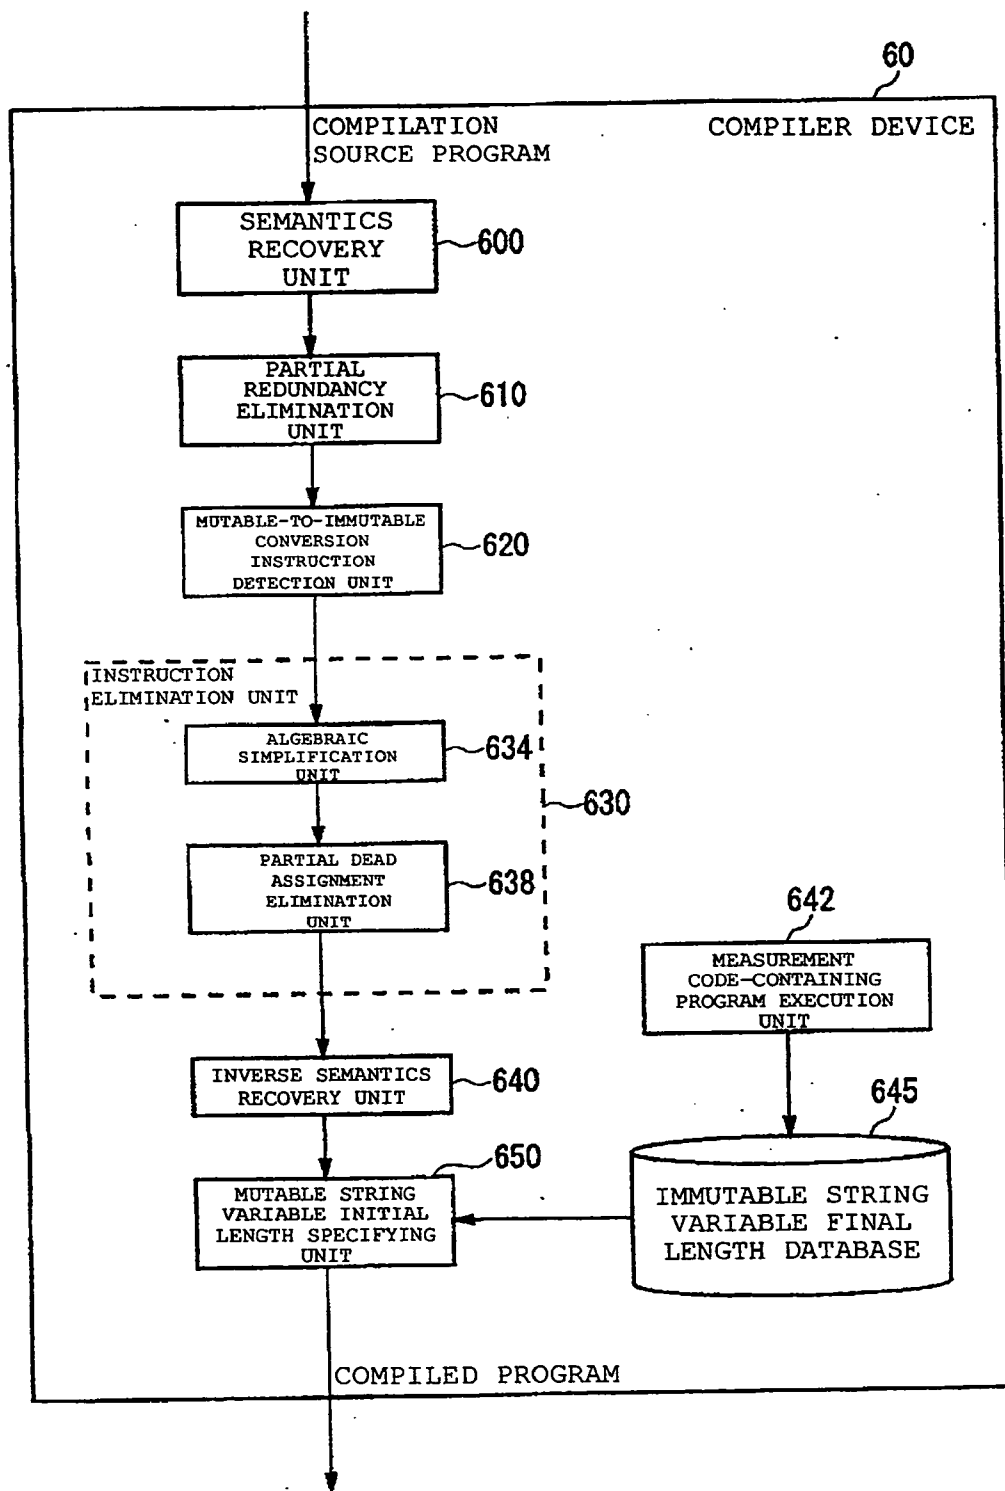 60
COMPILATION
SOURCE PROGRAM
COMPILER DEVICE
SEMANTICS
RECOVERY
UNIT
600
PARTIAL
REDUNDANCY
ELIMINATION
UNIT
610
MUTABLE-TO-IMMUTABLE
CONVERSION
INSTRUCTION
DETECTION UNIT
620
INSTRUCTION
ELIMINATION UNIT
ALGEBRAIC
SIMPLIFICATION
UNIT
634
630
PARTIAL DEAD
ASSIGNMENT
ELIMINATION
UNIT
638
642
MEASUREMENT
CODE-CONTAINING
PROGRAM EXECUTION
UNIT
INVERSE SEMANTICS
RECOVERY UNIT
640
645
IMMUTABLE STRING
VARIABLE FINAL
LENGTH DATABASE
650
MUTABLE STRING
VARIABLE INITIAL
LENGTH SPECIFYING
UNIT
COMPILED PROGRAM